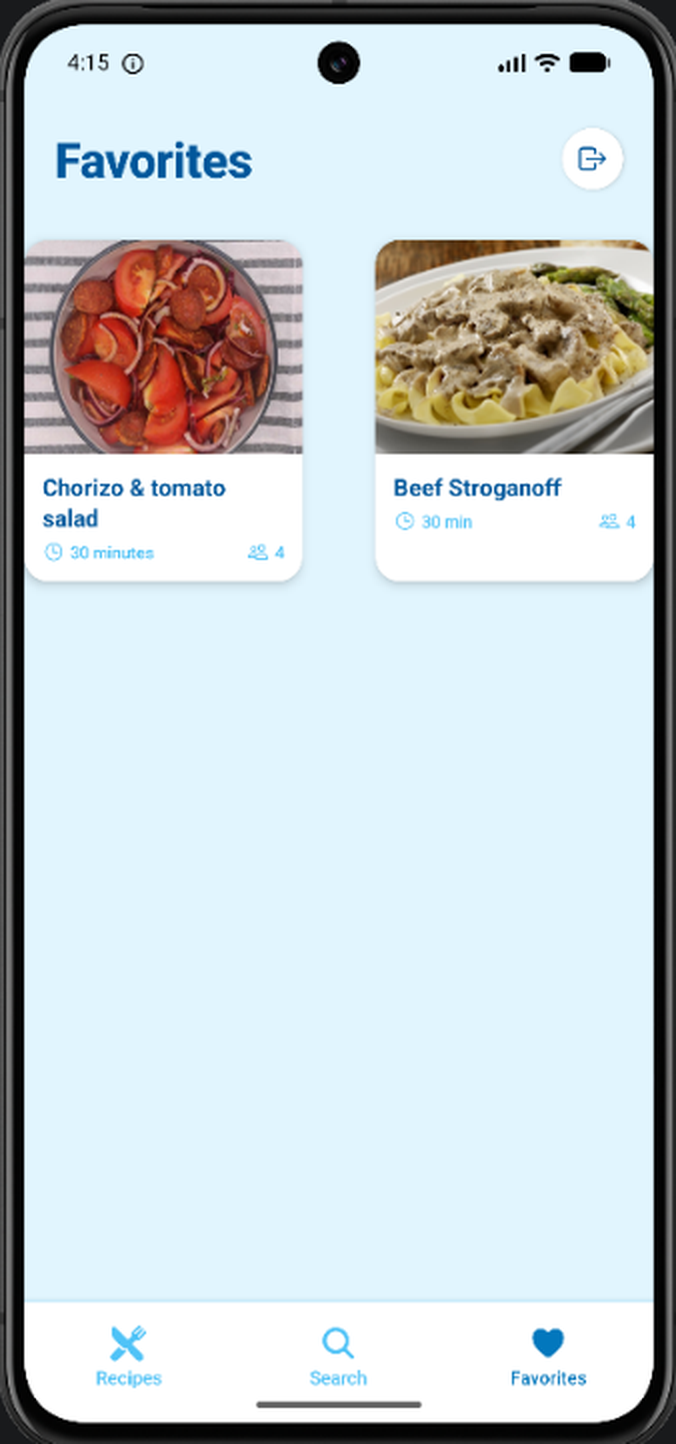 4:15
Favorites
Chorizo & tomato
salad
30 minutes 4
Beef Stroganoff
30 min 4
Recipes Search Favorites